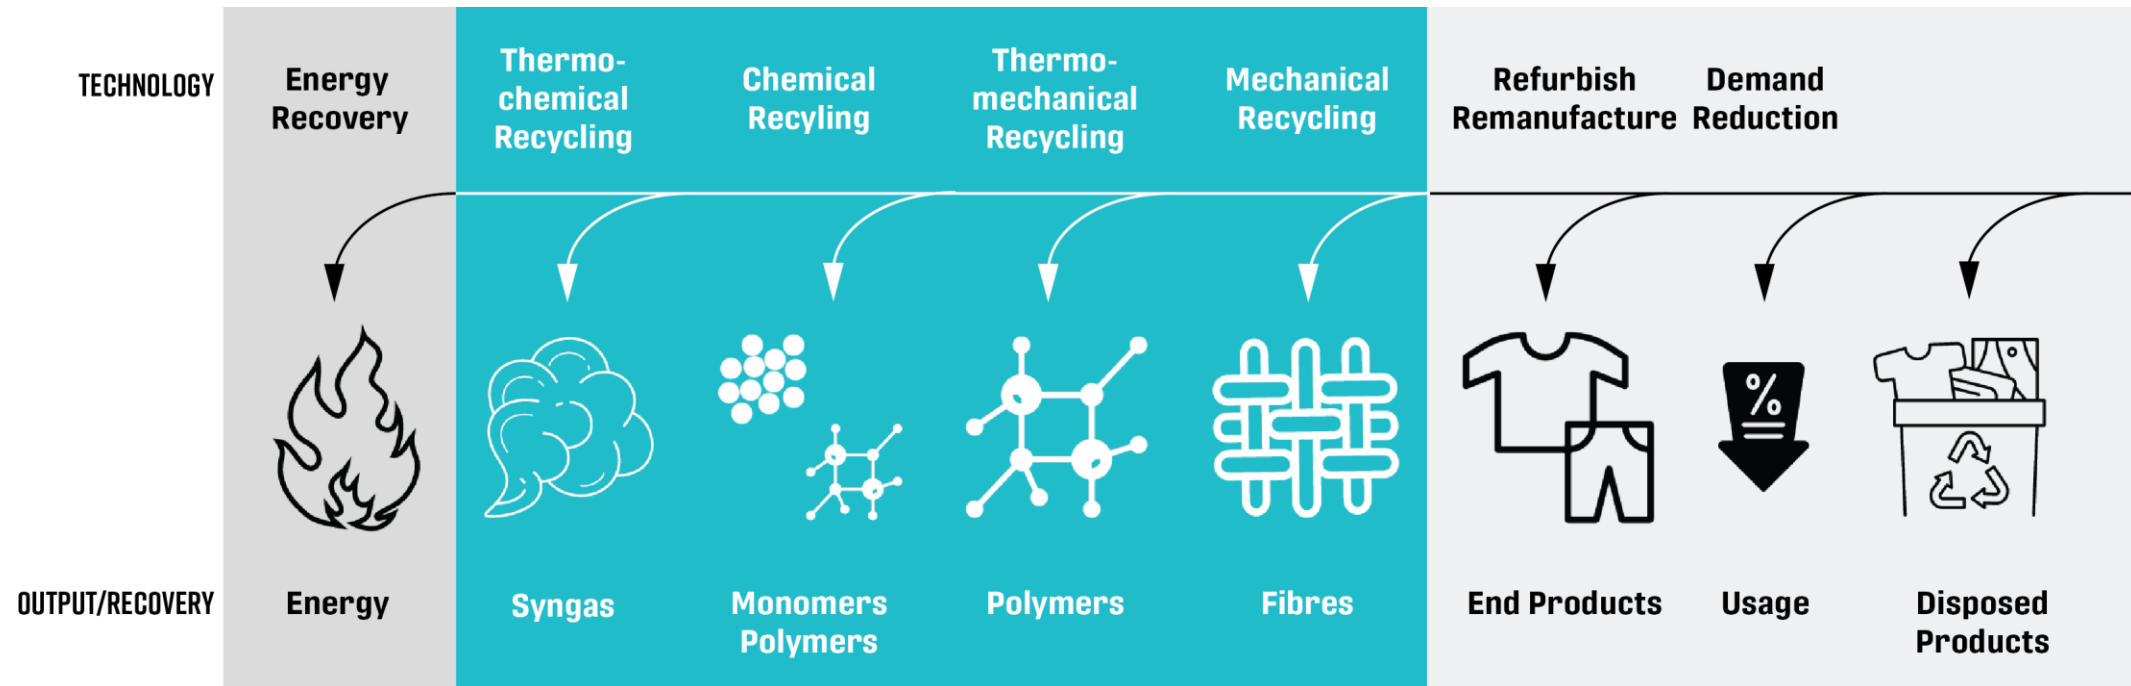 TECHNOLOGY
Energy
Recovery
Thermo-
chemical
Recycling
Chemical
Recyling
Thermo-
mechanical
Recycling
Mechanical
Recycling
Refurbish
Remanufacture
Demand
Reduction
%
OUTPUT/RECOVERY
Energy
Syngas
Monomers
Polymers
Polymers
Fibres
End Products
Usage
Disposed
Products